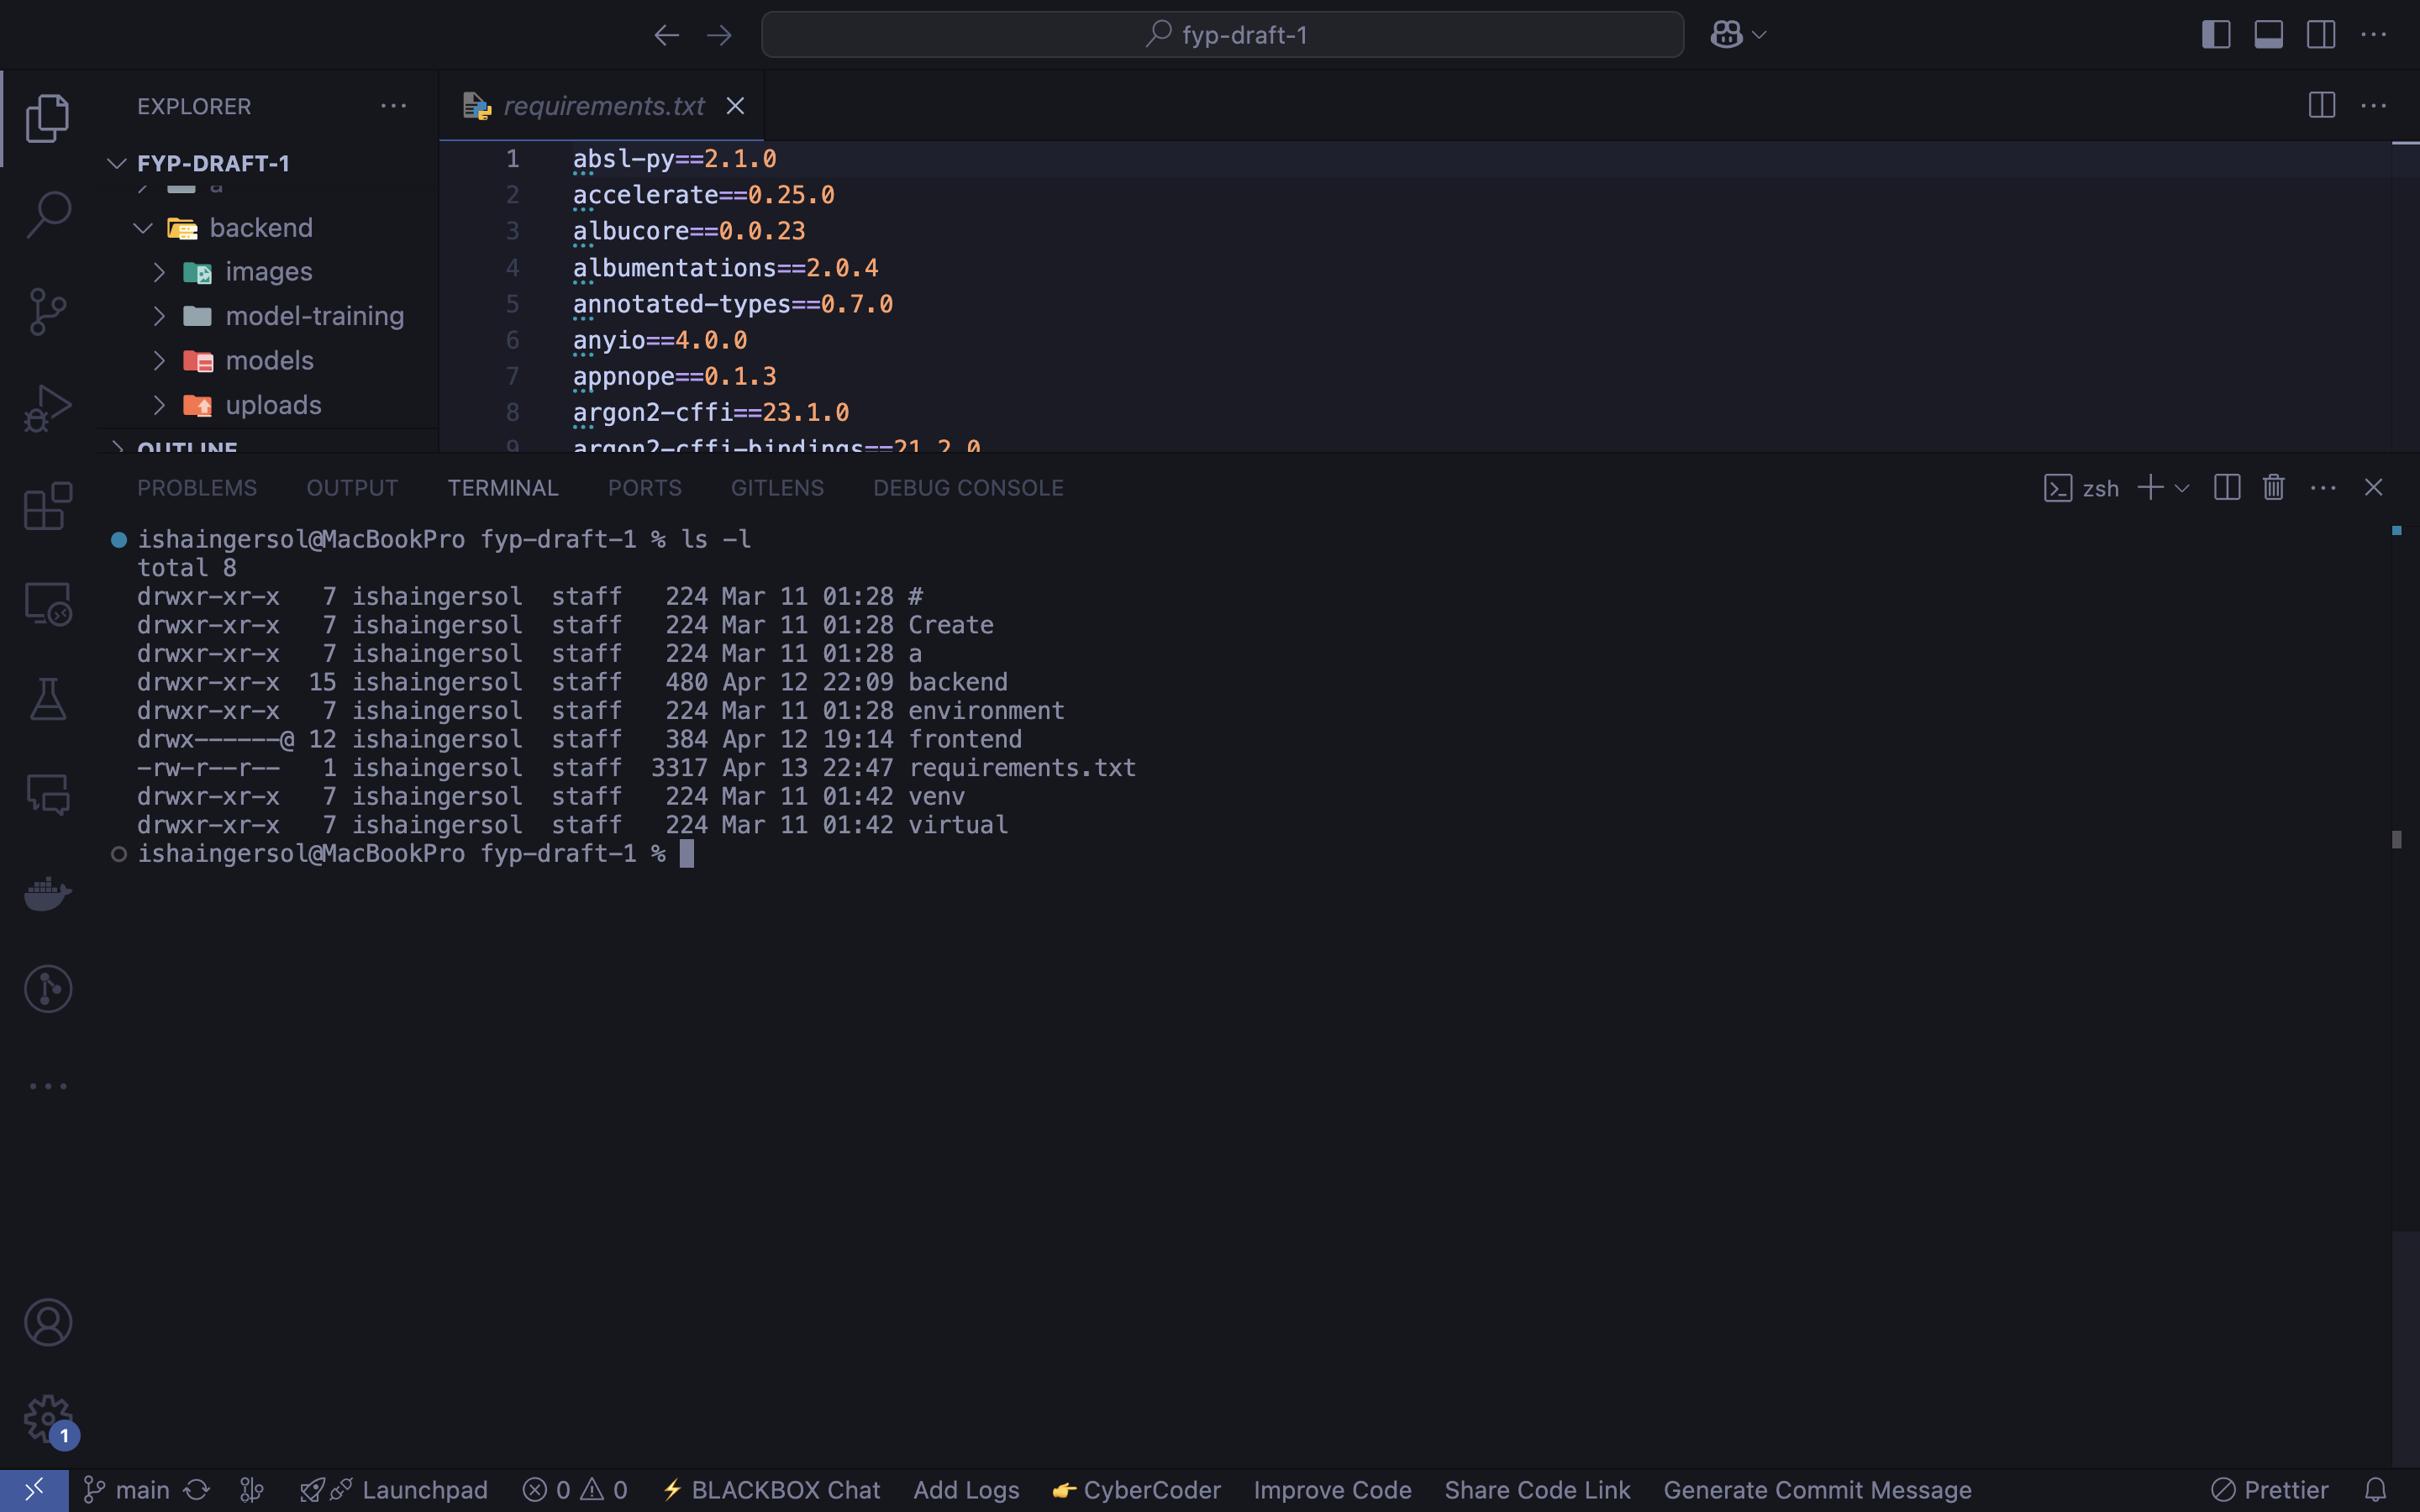 fyp-draft-1
EXPLORER
requirements.txt
FYP-DRAFT-1
a
backend
images
model-training
models
uploads
OUTLINE
1 absl-py==2.1.0
2 accelerate==0.25.0
3 albucore==0.0.23
4 albumentations==2.0.4
5 annotated-types==0.7.0
6 anyio==4.0.0
7 appnope==0.1.3
8 argon2-cffi==23.1.0
9 argon2-cffi-bindings==21.2.0
PROBLEMS OUTPUT TERMINAL PORTS GITLENS DEBUG CONSOLE zsh
ishaingersol@MacBookPro fyp-draft-1 % ls -l
total 8
drwxr-xr-x   7 ishaingersol  staff   224 Mar 11 01:28 #
drwxr-xr-x   7 ishaingersol  staff   224 Mar 11 01:28 Create
drwxr-xr-x   7 ishaingersol  staff   224 Mar 11 01:28 a
drwxr-xr-x  15 ishaingersol  staff   480 Apr 12 22:09 backend
drwxr-xr-x   7 ishaingersol  staff   224 Mar 11 01:28 environment
drwx------@ 12 ishaingersol  staff   384 Apr 12 19:14 frontend
-rw-r--r--   1 ishaingersol  staff  3317 Apr 13 22:47 requirements.txt
drwxr-xr-x   7 ishaingersol  staff   224 Mar 11 01:42 venv
drwxr-xr-x   7 ishaingersol  staff   224 Mar 11 01:42 virtual
ishaingersol@MacBookPro fyp-draft-1 %
1
main Launchpad 0 0 BLACKBOX Chat Add Logs CyberCoder Improve Code Share Code Link Generate Commit Message Prettier